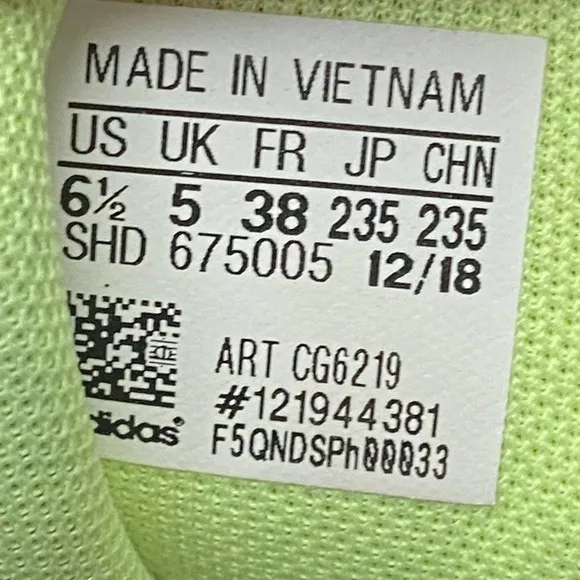 MADE IN VIETNAM
US UK FR JP CHN
6½ 5 38 235 235
SHD 675005 12/18
ART CG6219
#121944381
F5QNDSPh00033
adidas